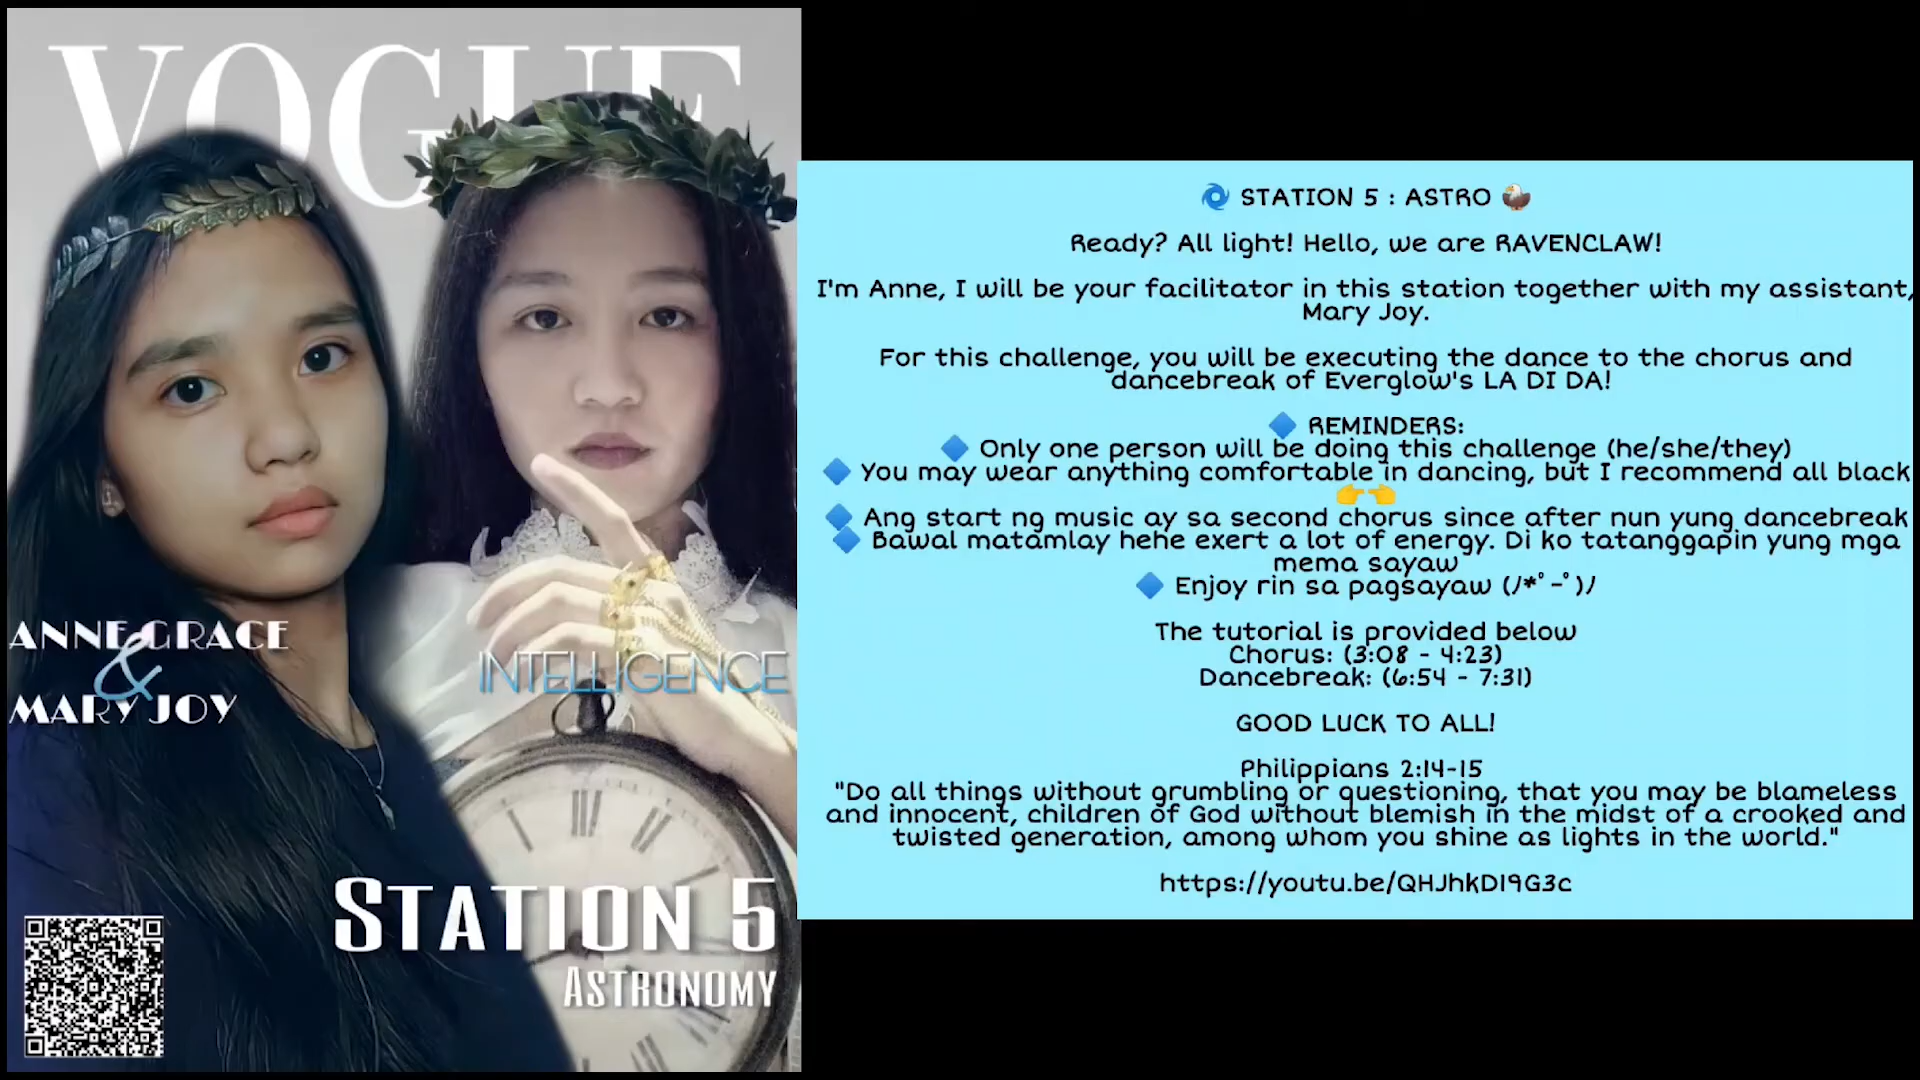 VOGUE
ANNE GRACE
&
MARY JOY
INTELLIGENCE
STATION 5
ASTRONOMY
🌀 STATION 5 : ASTRO 🦅
Ready? All light! Hello, we are RAVENCLAW!
I'm Anne, I will be your facilitator in this station together with my assistant,
Mary Joy.
For this challenge, you will be executing the dance to the chorus and
dancebreak of Everglow's LA DI DA!
🔷 REMINDERS:
🔷 Only one person will be doing this challenge (he/she/they)
🔷 You may wear anything comfortable in dancing, but I recommend all black
👉👈
🔷 Ang start ng music ay sa second chorus since after nun yung dancebreak
🔷 Bawal matamlay hehe exert a lot of energy. Di ko tatanggapin yung mga
mema sayaw
🔷 Enjoy rin sa pagsayaw (ﾉ*ﾟｰﾟ)ﾉ
The tutorial is provided below
Chorus: (3:08 - 4:23)
Dancebreak: (6:54 - 7:31)
GOOD LUCK TO ALL!
Philippians 2:14-15
"Do all things without grumbling or questioning, that you may be blameless
and innocent, children of God without blemish in the midst of a crooked and
twisted generation, among whom you shine as lights in the world."
https://youtu.be/QHJhkDI9G3c